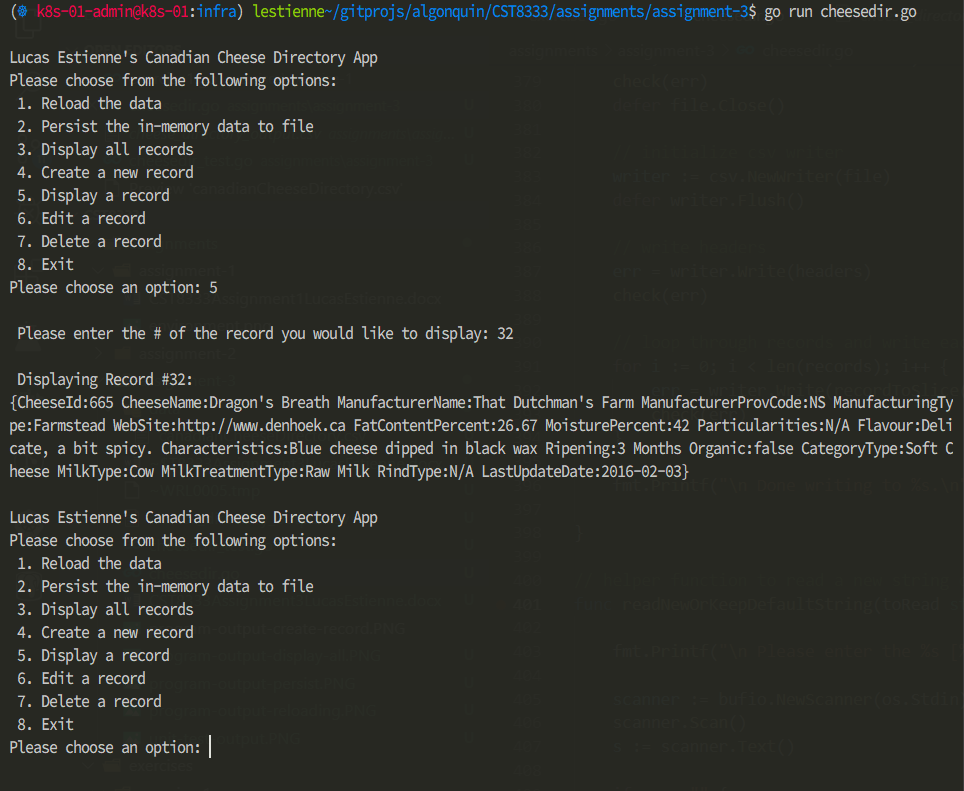 (☸ k8s-01-admin@k8s-01:infra) lestienne~/gitprojs/algonquin/CST8333/assignments/assignment-3$ go run cheesedir.go
Lucas Estienne's Canadian Cheese Directory App
Please choose from the following options:
1. Reload the data
2. Persist the in-memory data to file
3. Display all records
4. Create a new record
5. Display a record
6. Edit a record
7. Delete a record
8. Exit
Please choose an option: 5
Please enter the # of the record you would like to display: 32
Displaying Record #32:
{CheeseId:665 CheeseName:Dragon's Breath ManufacturerName:That Dutchman's Farm ManufacturerProvCode:NS ManufacturingTy
pe:Farmstead WebSite:http://www.denhoek.ca FatContentPercent:26.67 MoisturePercent:42 Particularities:N/A Flavour:Deli
cate, a bit spicy. Characteristics:Blue cheese dipped in black wax Ripening:3 Months Organic:false CategoryType:Soft C
heese MilkType:Cow MilkTreatmentType:Raw Milk RindType:N/A LastUpdateDate:2016-02-03}
Lucas Estienne's Canadian Cheese Directory App
Please choose from the following options:
1. Reload the data
2. Persist the in-memory data to file
3. Display all records
4. Create a new record
5. Display a record
6. Edit a record
7. Delete a record
8. Exit
Please choose an option: